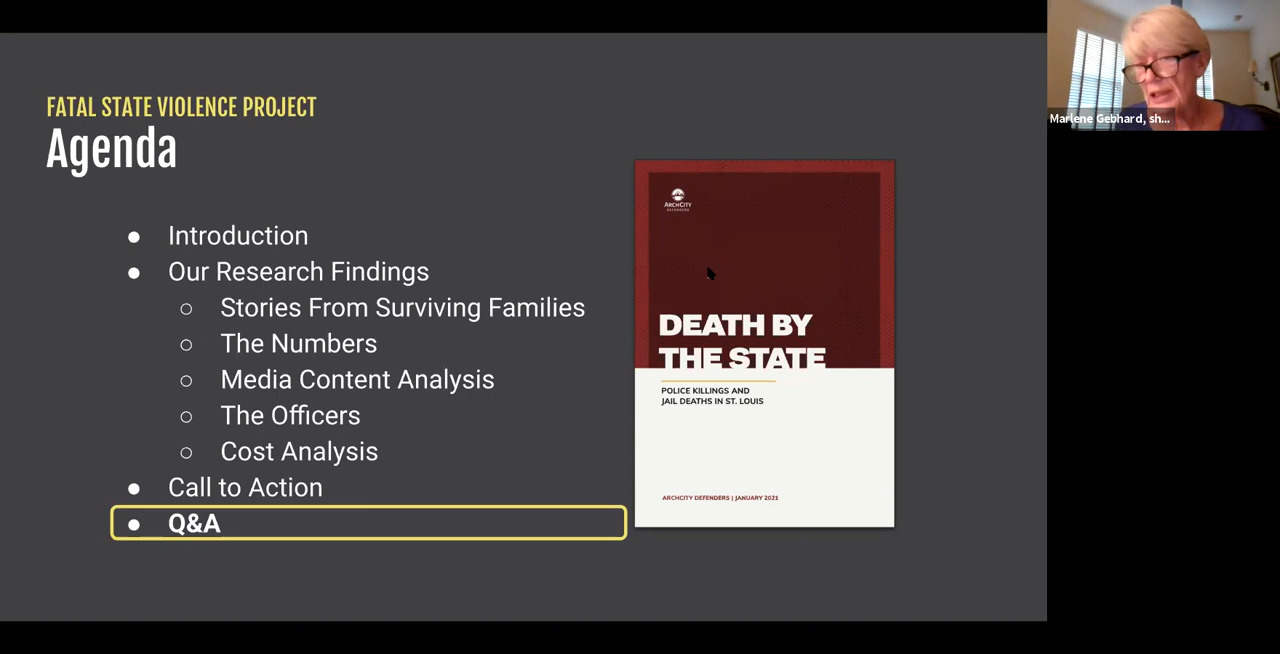 FATAL STATE VIOLENCE PROJECT
Agenda
● Introduction
● Our Research Findings
○ Stories From Surviving Families
○ The Numbers
○ Media Content Analysis
○ The Officers
○ Cost Analysis
● Call to Action
● Q&A
ARCHCITY
DEFENDERS
DEATH BY
THE STATE
POLICE KILLINGS AND
JAIL DEATHS IN ST. LOUIS
ARCHCITY DEFENDERS | JANUARY 2021
Marlene Gebhard, sh...